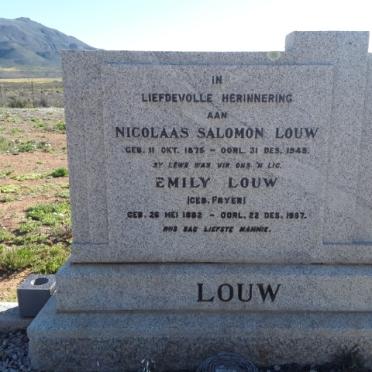 IN
LIEFDEVOLLE HERINNERING
AAN
NICOLAAS SALOMON LOUW
GEB. 11 OKT. 1875 - OORL. 31 DES. 1948.
SY LEWE WAS VIR ONS 'N LIG.
EMILY LOUW
(GEB. FRYER)
GEB. 26 MEI 1882 - OORL. 22 DES. 1957.
ONS SAG LIEFSTE MAMMIE.
LOUW